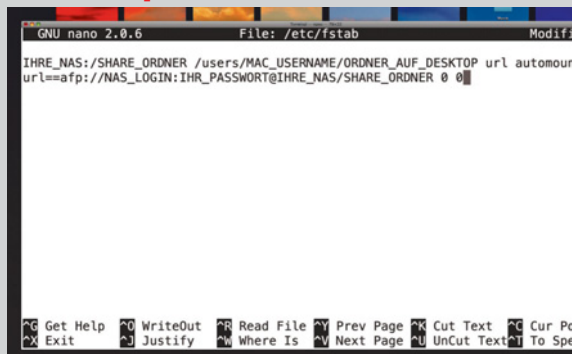 GNU nano 2.0.6 File: /etc/fstab Modifi
IHRE_NAS:/SHARE_ORDNER /users/MAC_USERNAME/ORDNER_AUF_DESKTOP url automoun
url==afp://NAS_LOGIN:IHR_PASSWORT@IHRE_NAS/SHARE_ORDNER 0 0
^G Get Help ^O WriteOut ^R Read File ^Y Prev Page ^K Cut Text ^C Cur Po
^X Exit ^J Justify ^W Where Is ^V Next Page ^U UnCut Text ^T To Spe